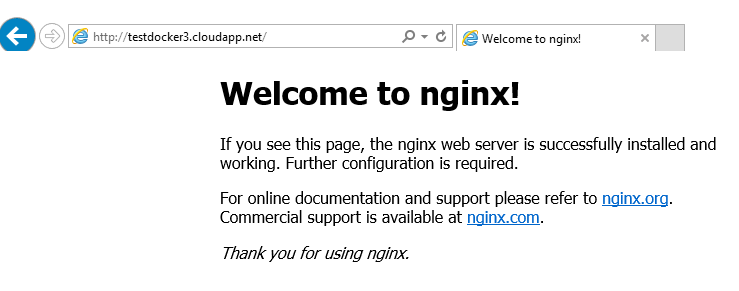 http://testdocker3.cloudapp.net/
Welcome to nginx!
Welcome to nginx!
If you see this page, the nginx web server is successfully installed and
working. Further configuration is required.
For online documentation and support please refer to nginx.org.
Commercial support is available at nginx.com.
Thank you for using nginx.